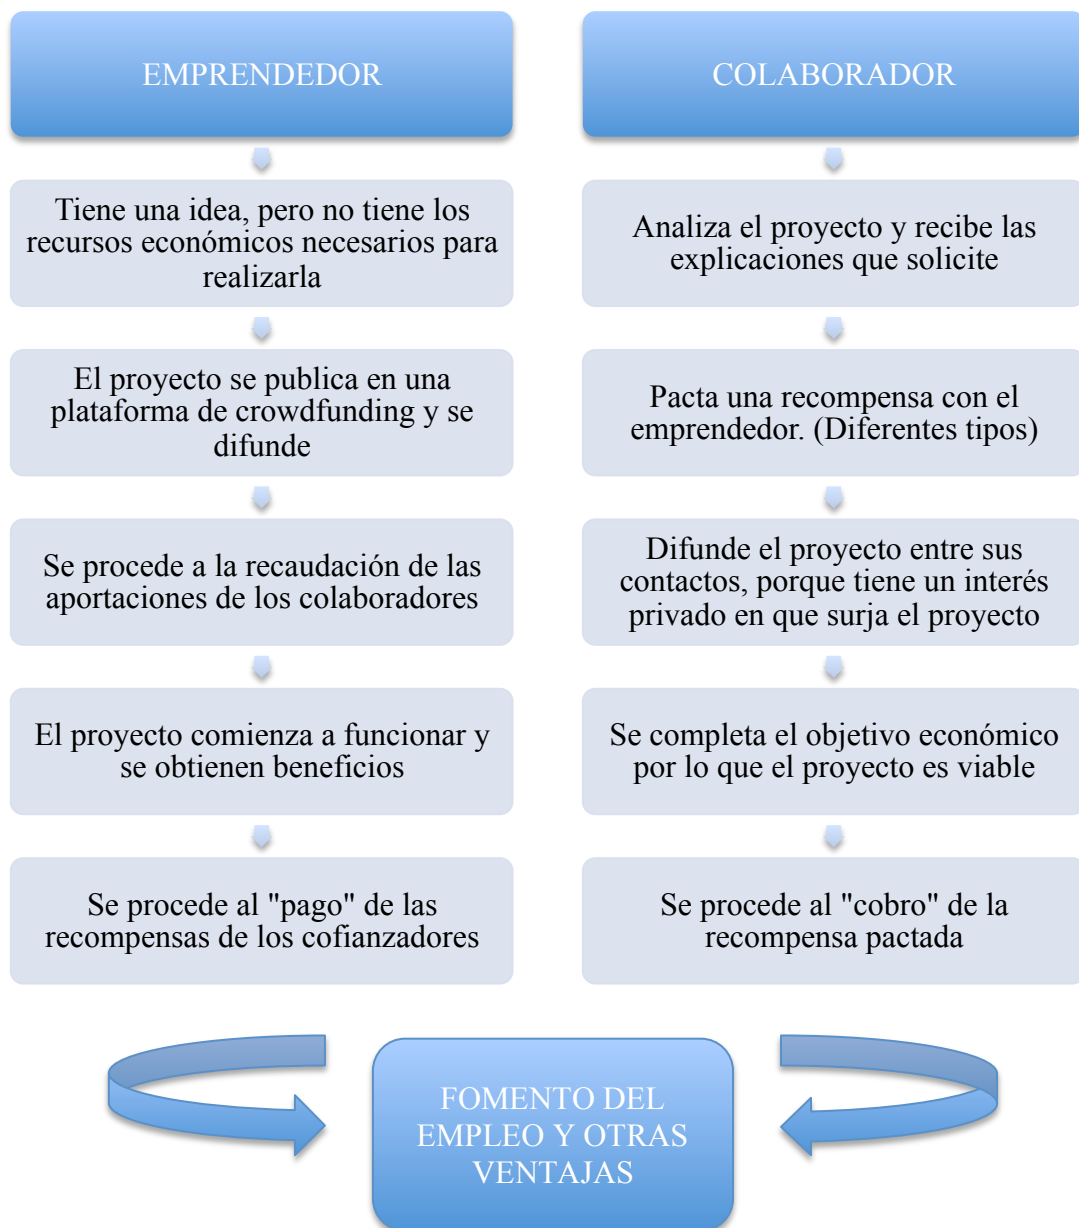 EMPRENDEDOR
Tiene una idea, pero no tiene los
recursos económicos necesarios para
realizarla
El proyecto se publica en una
plataforma de crowdfunding y se
difunde
Se procede a la recaudación de las
aportaciones de los colaboradores
El proyecto comienza a funcionar y
se obtienen beneficios
Se procede al "pago" de las
recompensas de los cofianzadores
COLABORADOR
Analiza el proyecto y recibe las
explicaciones que solicite
Pacta una recompensa con el
emprendedor. (Diferentes tipos)
Difunde el proyecto entre sus
contactos, porque tiene un interés
privado en que surja el proyecto
Se completa el objetivo económico
por lo que el proyecto es viable
Se procede al "cobro" de la
recompensa pactada
FOMENTO DEL
EMPLEO Y OTRAS
VENTAJAS